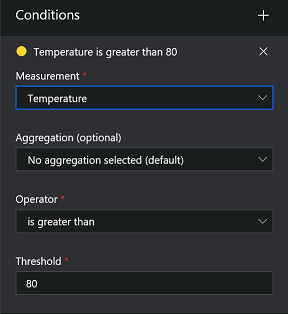 Conditions
Temperature is greater than 80
Measurement *
Temperature
Aggregation (optional)
No aggregation selected (default)
Operator *
is greater than
Threshold *
80